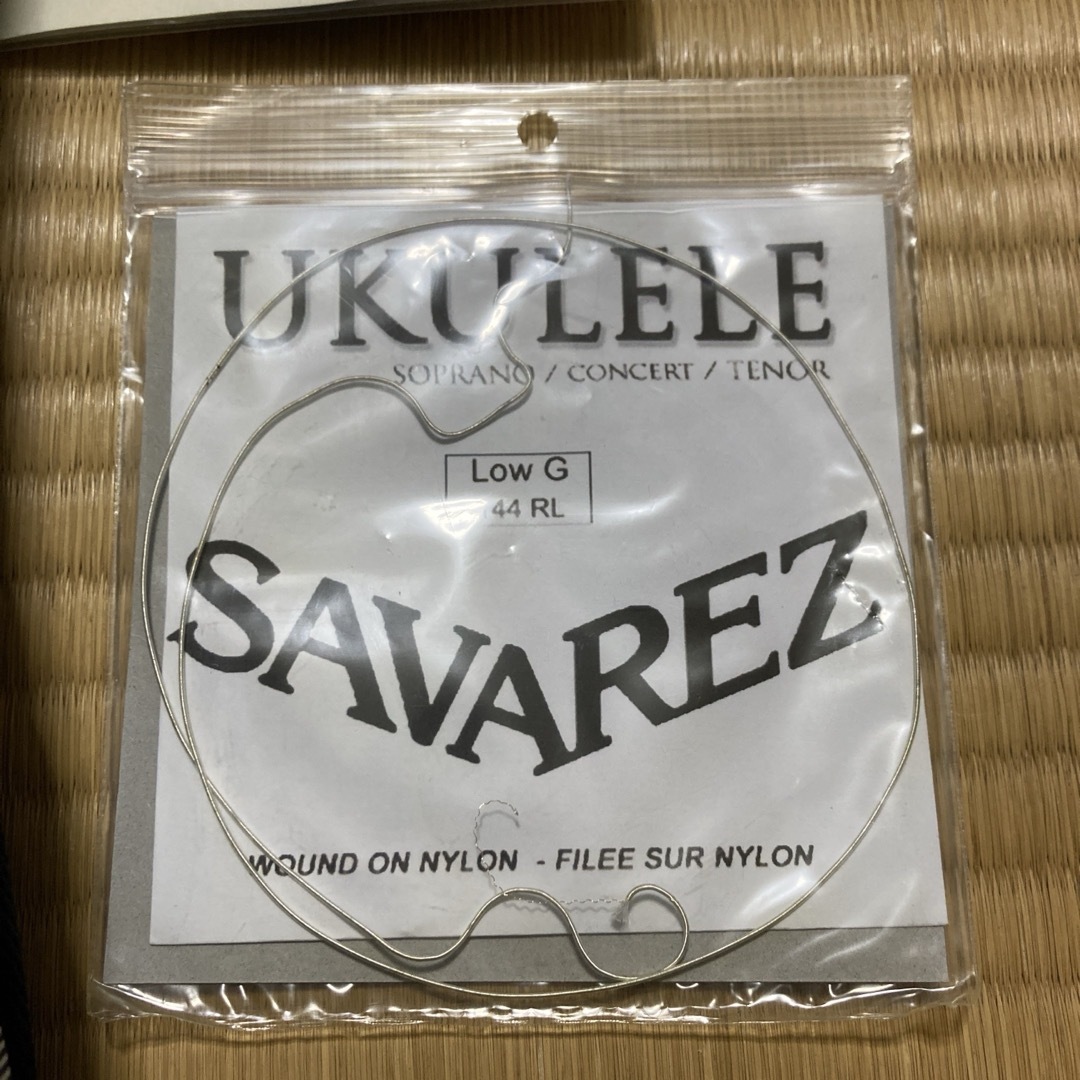 UKULELE
SOPRANO / CONCERT / TENOR
Low G
44 RL
SAVAREZ
WOUND ON NYLON - FILEE SUR NYLON